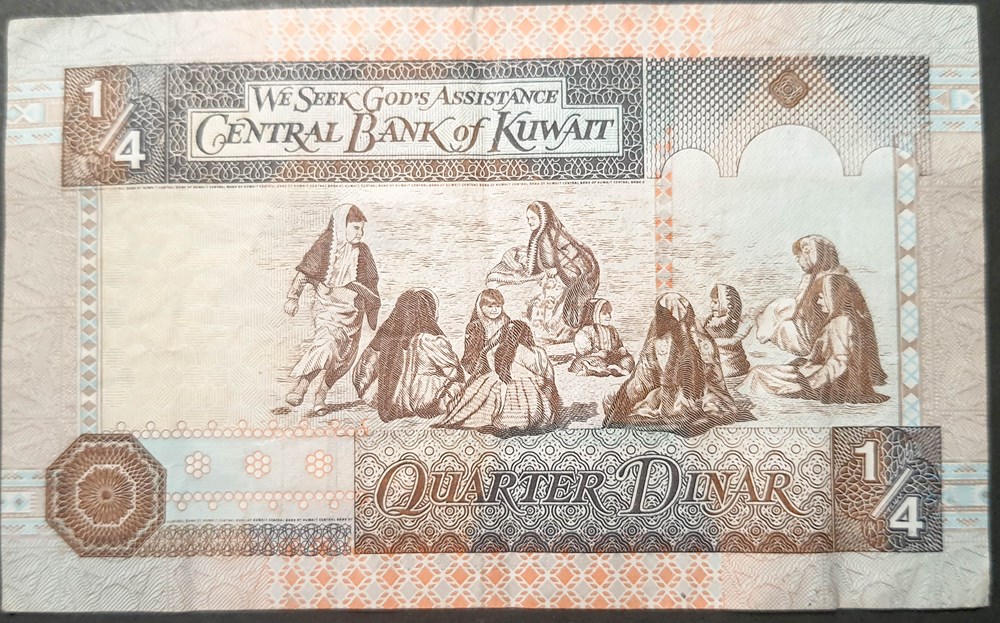 1/4
WE SEEK GOD'S ASSISTANCE
CENTRAL BANK of KUWAIT
QUARTER DINAR
1/4